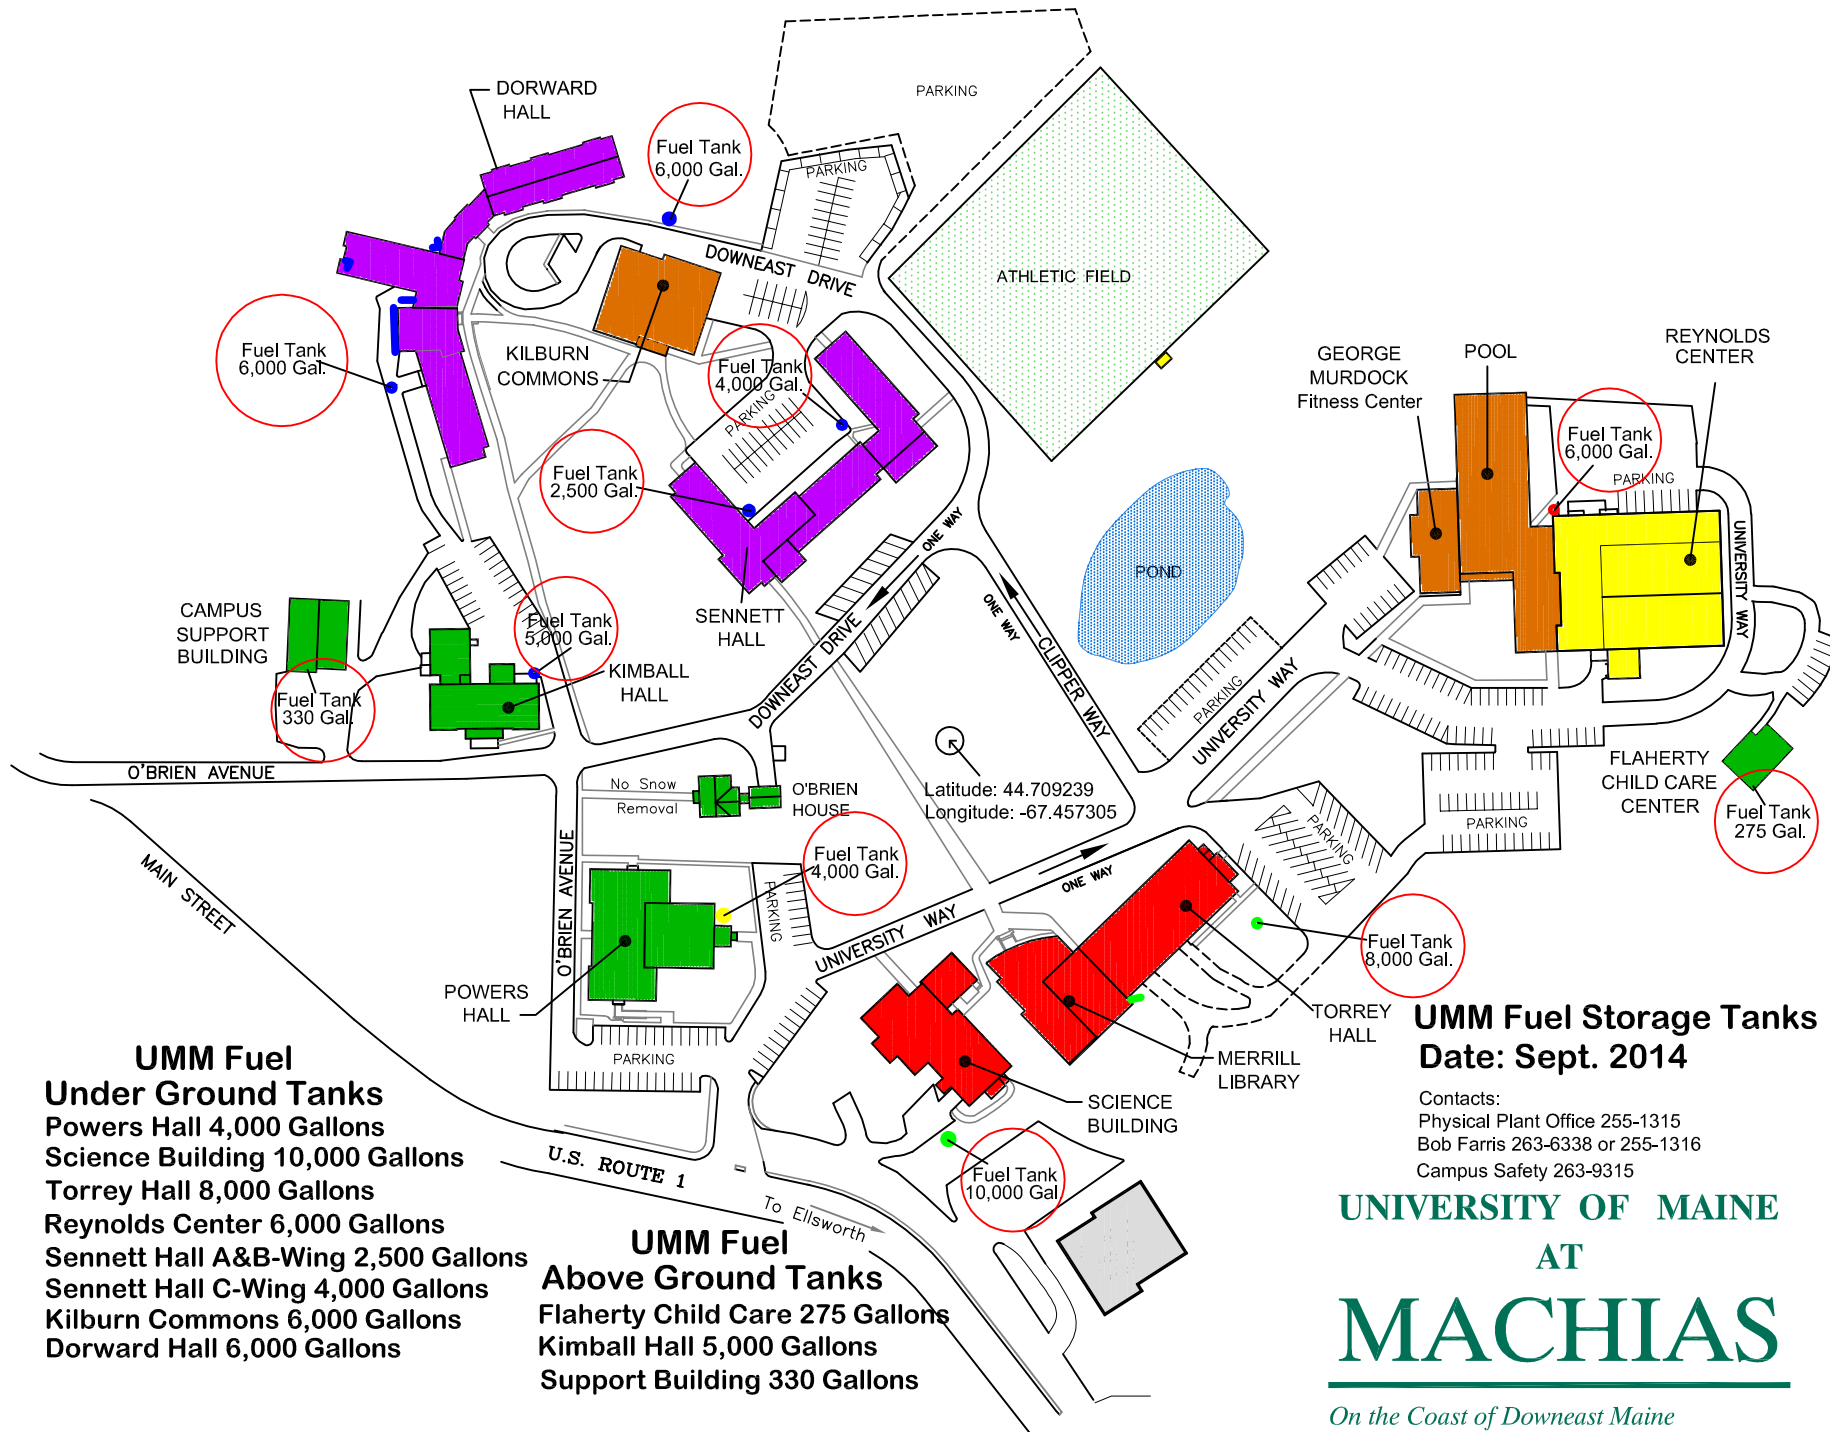 DORWARD
HALL
Fuel Tank
6,000 Gal.
PARKING
PARKING
DOWNEAST DRIVE
ATHLETIC FIELD
Fuel Tank
6,000 Gal.
KILBURN
COMMONS
Fuel Tank
4,000 Gal.
PARKING
Fuel Tank
2,500 Gal.
GEORGE
MURDOCK
Fitness Center
POOL
REYNOLDS
CENTER
Fuel Tank
6,000 Gal.
PARKING
UNIVERSITY WAY
ONE WAY
ONE WAY
POND
CAMPUS
SUPPORT
BUILDING
Fuel Tank
5,000 Gal.
SENNETT
HALL
DOWNEAST DRIVE
CLIPPER WAY
KIMBALL
HALL
Fuel Tank
330 Gal.
PARKING
UNIVERSITY WAY
O'BRIEN AVENUE
No Snow
Removal
O'BRIEN
HOUSE
Latitude: 44.709239
Longitude: -67.457305
FLAHERTY
CHILD CARE
CENTER
Fuel Tank
275 Gal.
PARKING
PARKING
MAIN STREET
O'BRIEN AVENUE
Fuel Tank
4,000 Gal.
PARKING
ONE WAY
UNIVERSITY WAY
Fuel Tank
8,000 Gal.
POWERS
HALL
PARKING
TORREY
HALL
MERRILL
LIBRARY
SCIENCE
BUILDING
Fuel Tank
10,000 Gal
U.S. ROUTE 1
To Ellsworth
UMM Fuel Storage Tanks
Date: Sept. 2014
Contacts:
Physical Plant Office 255-1315
Bob Farris 263-6338 or 255-1316
Campus Safety 263-9315
UMM Fuel
Under Ground Tanks
Powers Hall 4,000 Gallons
Science Building 10,000 Gallons
Torrey Hall 8,000 Gallons
Reynolds Center 6,000 Gallons
Sennett Hall A&B-Wing 2,500 Gallons
Sennett Hall C-Wing 4,000 Gallons
Kilburn Commons 6,000 Gallons
Dorward Hall 6,000 Gallons
UMM Fuel
Above Ground Tanks
Flaherty Child Care 275 Gallons
Kimball Hall 5,000 Gallons
Support Building 330 Gallons
UNIVERSITY OF MAINE
AT
MACHIAS
On the Coast of Downeast Maine